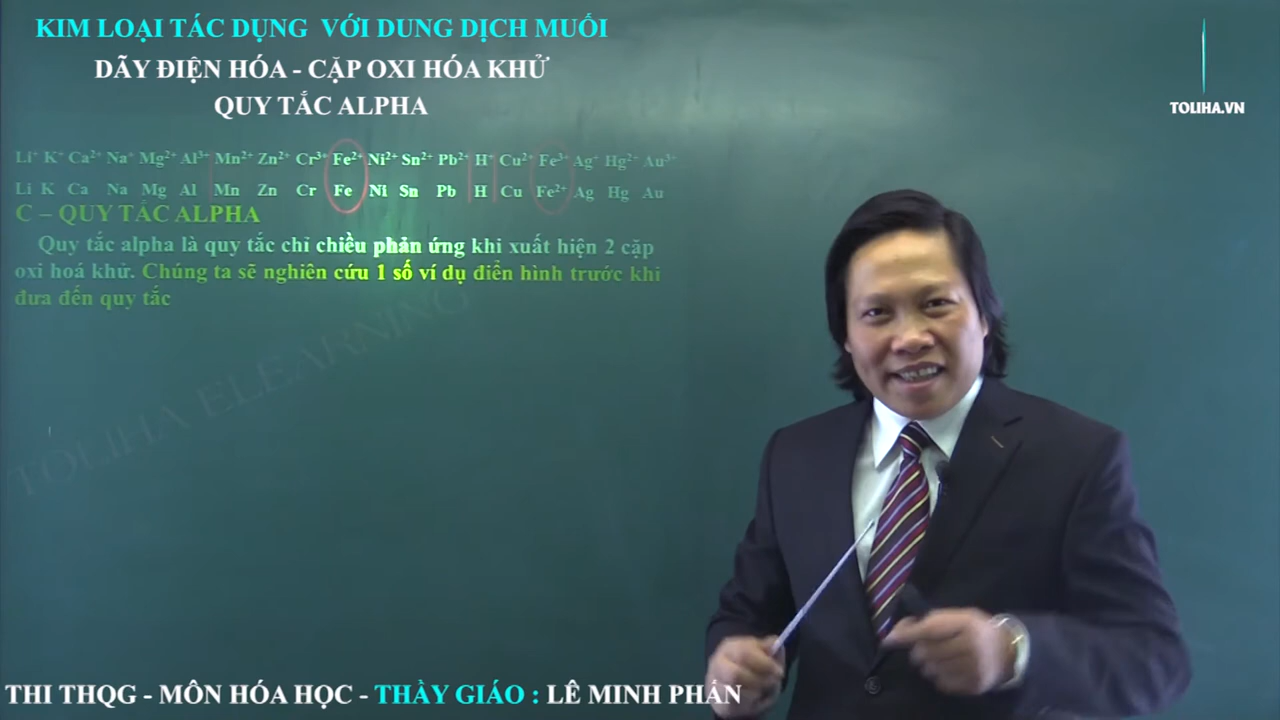 KIM LOẠI TÁC DỤNG VỚI DUNG DỊCH MUỐI
DÃY ĐIỆN HÓA - CẶP OXI HÓA KHỬ
QUY TẮC ALPHA
TOLIHA.VN
Li⁺ K⁺ Ca²⁺ Na⁺ Mg²⁺ Al³⁺ Mn²⁺ Zn²⁺ Cr³⁺ Fe²⁺ Ni²⁺ Sn²⁺ Pb²⁺ H⁺ Cu²⁺ Fe³⁺ Ag⁺ Hg²⁺ Au³⁺
Li K Ca Na Mg Al Mn Zn Cr Fe Ni Sn Pb H Cu Fe²⁺ Ag Hg Au
C – QUY TẮC ALPHA
Quy tắc alpha là quy tắc chỉ chiều phản ứng khi xuất hiện 2 cặp
oxi hoá khử. Chúng ta sẽ nghiên cứu 1 số ví dụ điển hình trước khi
đưa đến quy tắc
TOLIHA ELEARNING
THI THQG - MÔN HÓA HỌC - THẦY GIÁO : LÊ MINH PHẤN